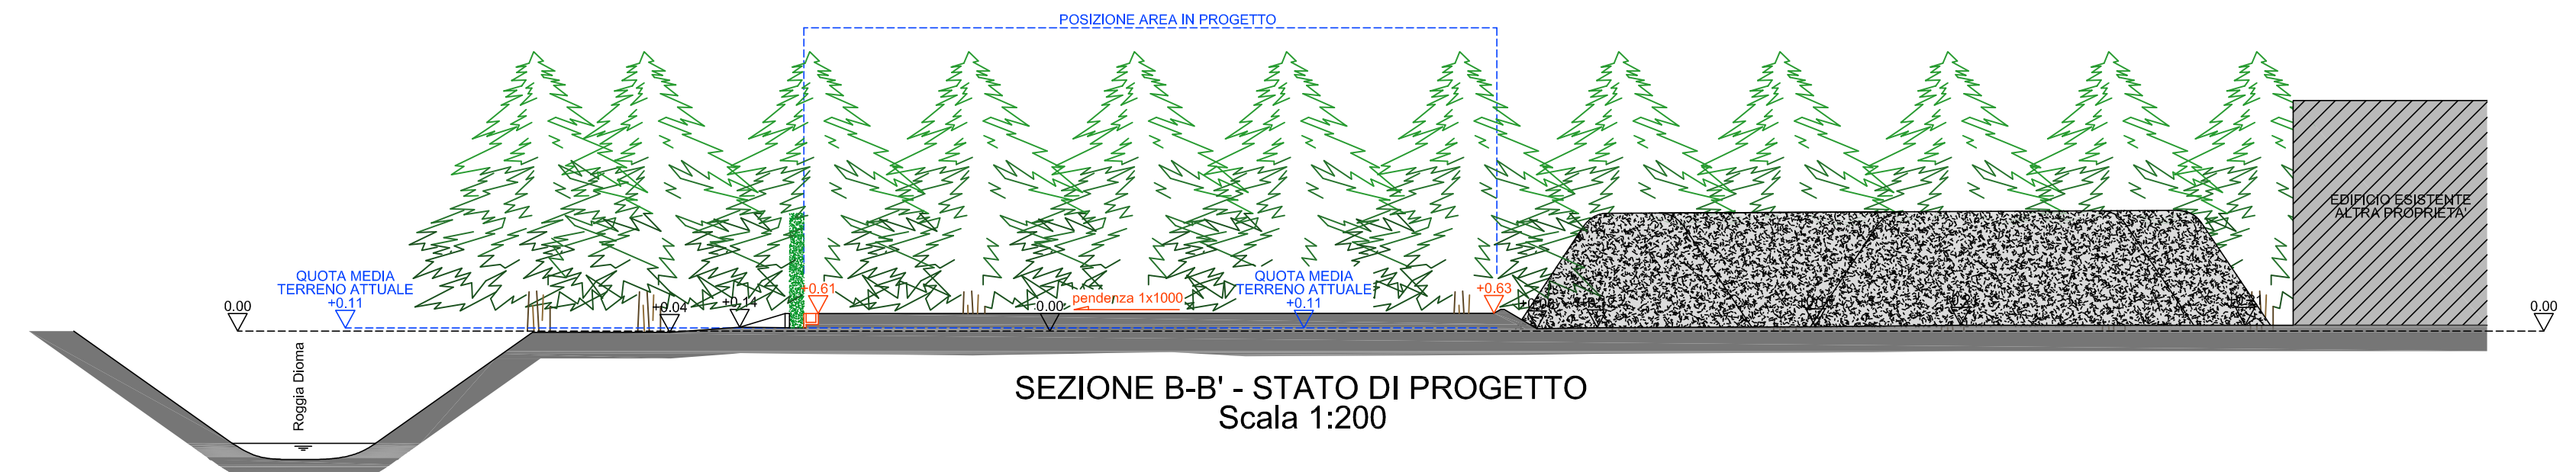 POSIZIONE AREA IN PROGETTO
EDIFICIO ESISTENTE
ALTRA PROPRIETA'
QUOTA MEDIA
TERRENO ATTUALE
+0.11
0.00
+0.04
+0.14
+0.61
0.00
pendenza 1x1000
QUOTA MEDIA
TERRENO ATTUALE
+0.11
+0.63
0.00
Roggia Dioma
SEZIONE B-B' - STATO DI PROGETTO
Scala 1:200